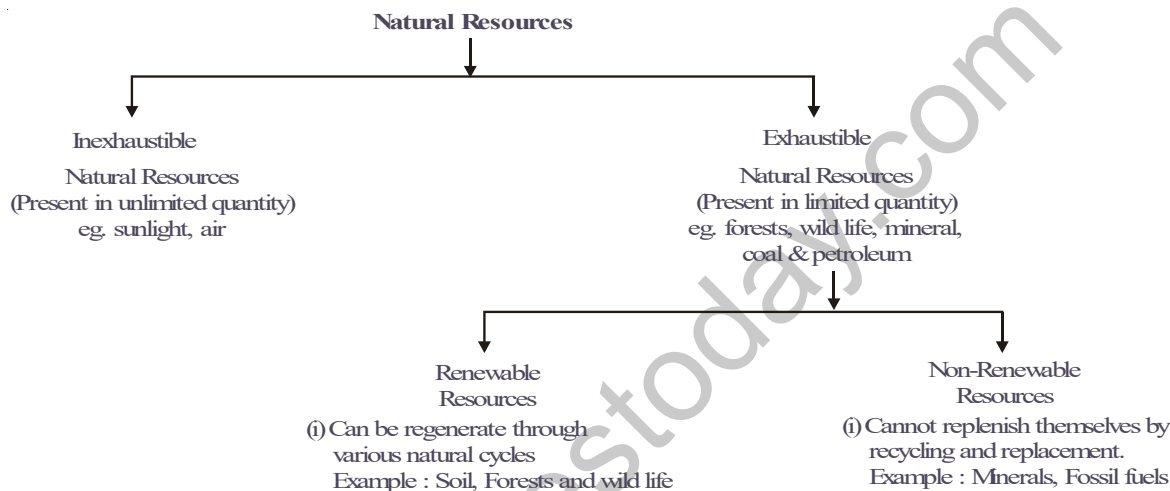 Natural Resources
Inexhaustible
Natural Resources
(Present in unlimited quantity)
eg. sunlight, air
Exhaustible
Natural Resources
(Present in limited quantity)
eg. forests, wild life, mineral,
coal & petroleum
Renewable
Resources
(i) Can be regenerate through
various natural cycles
Example : Soil, Forests and wild life
Non-Renewable
Resources
(i) Cannot replenish themselves by
recycling and replacement.
Example : Minerals, Fossil fuels
stoday.com